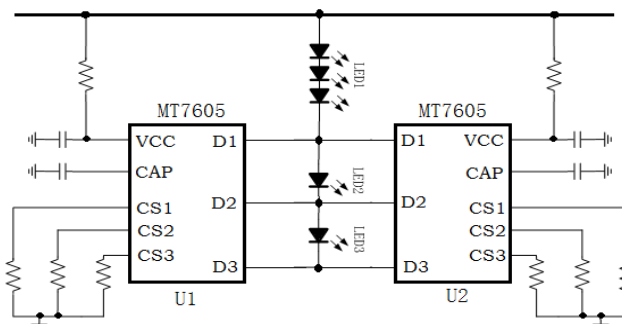 LED1
MT7605
MT7605
VCC
D1
D1
VCC
CAP
CAP
LED2
CS1
D2
D2
CS1
CS2
CS2
LED3
CS3
CS3
D3
D3
U1
U2